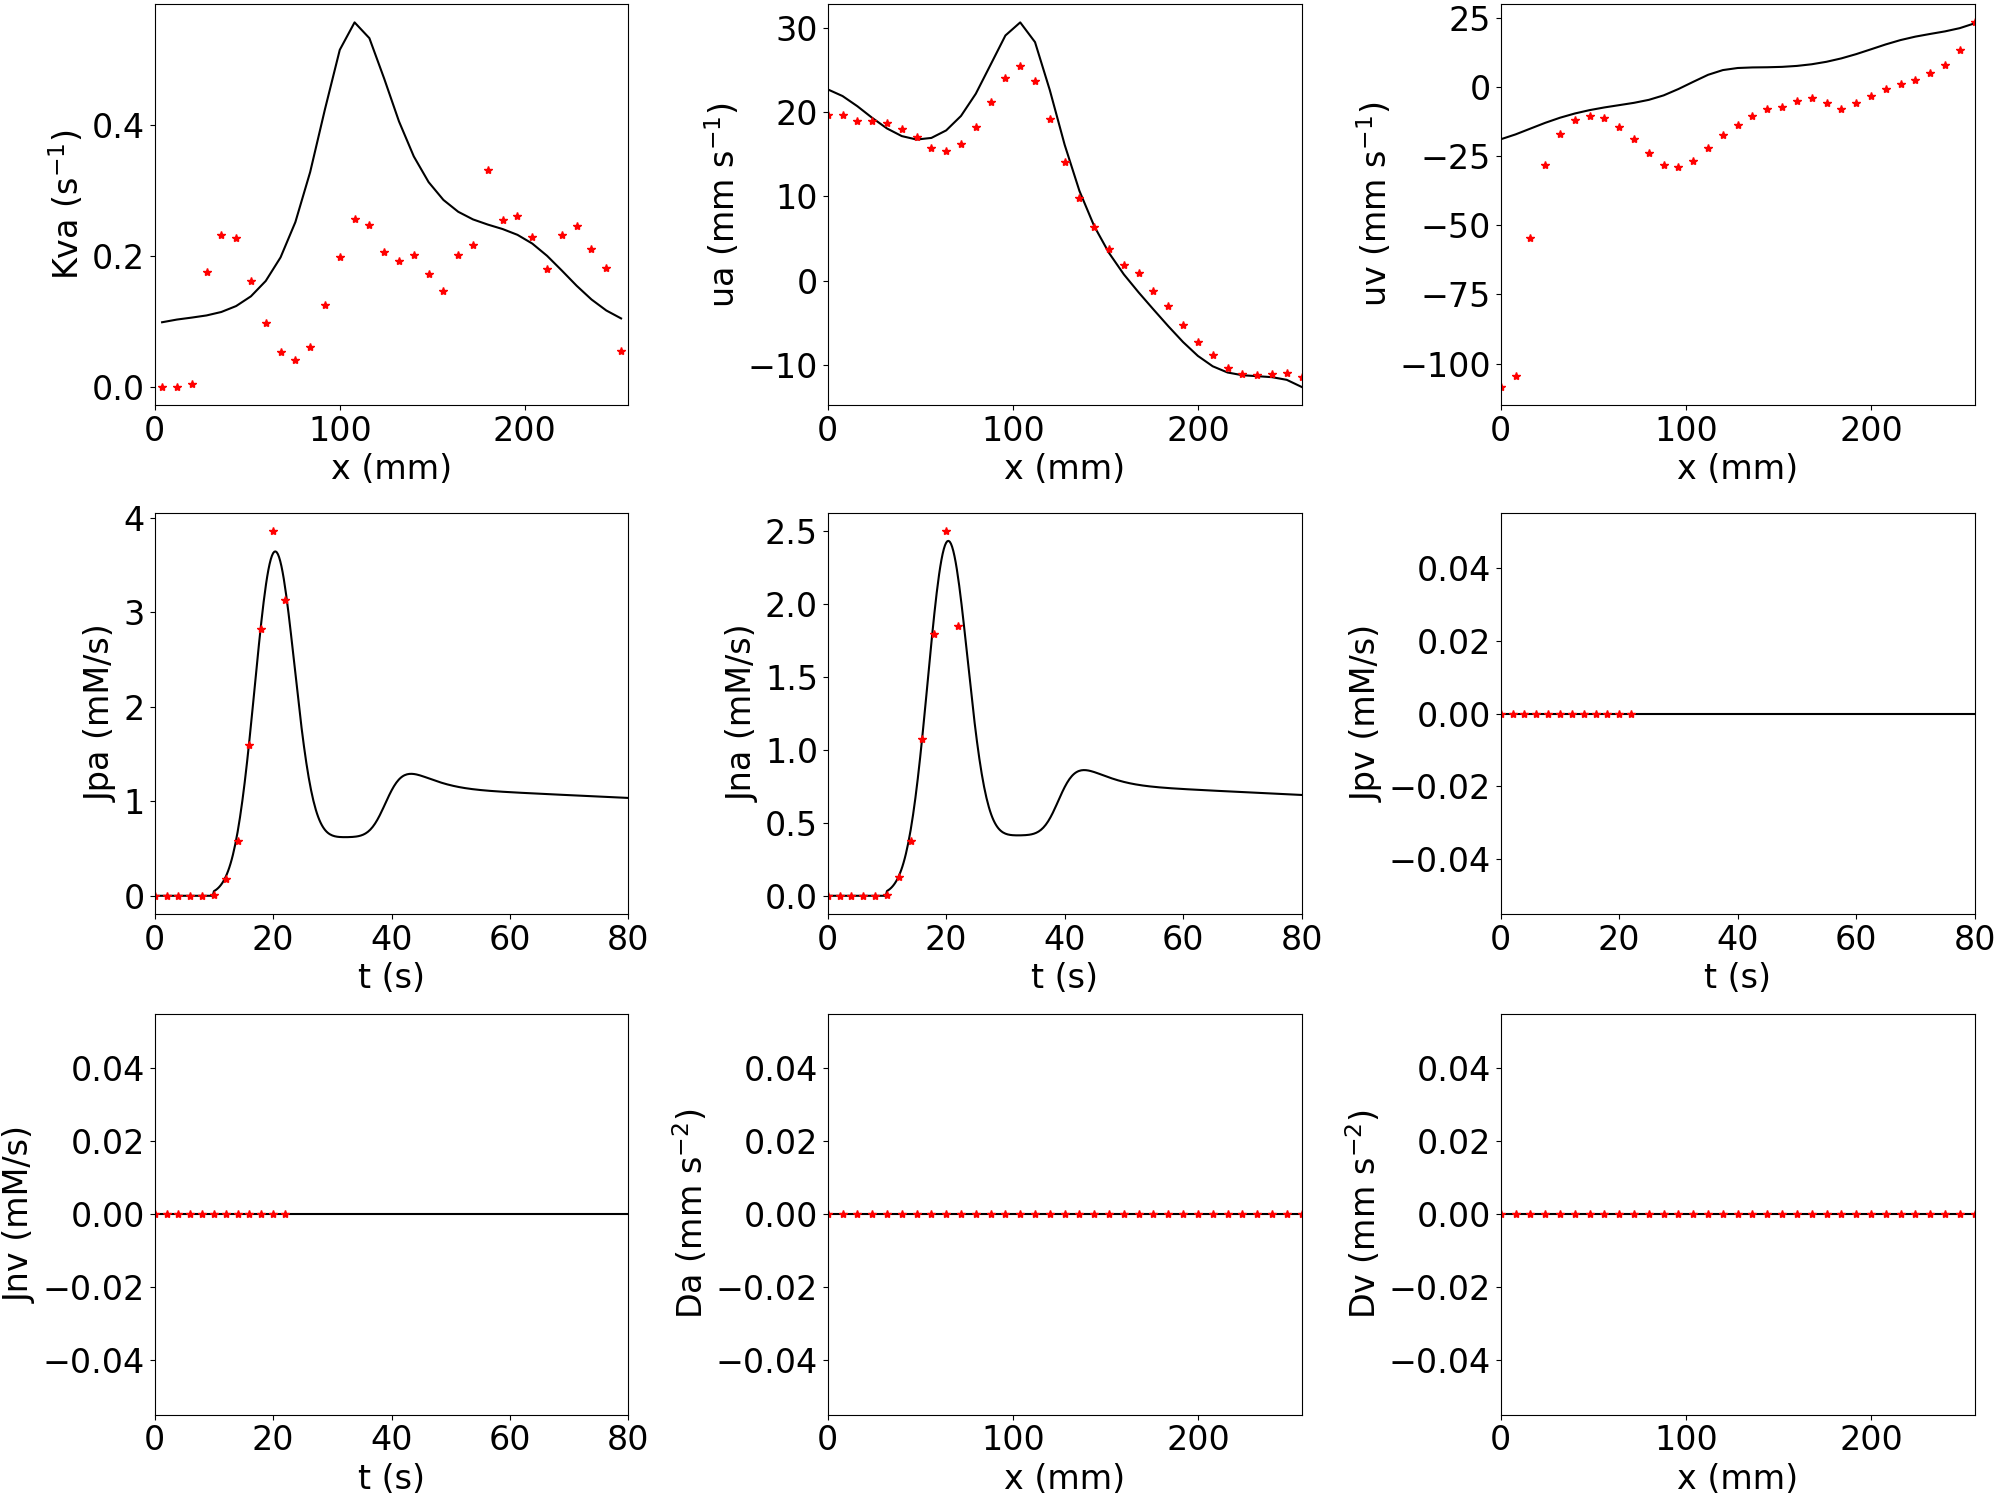 Kva (s⁻¹)
0.4
0.2
0.0
0 100 200
x (mm)
ua (mm s⁻¹)
30
20
10
0
−10
0 100 200
x (mm)
uv (mm s⁻¹)
25
0
−25
−50
−75
−100
0 100 200
x (mm)
Jpa (mM/s)
4
3
2
1
0
0 20 40 60 80
t (s)
Jna (mM/s)
2.5
2.0
1.5
1.0
0.5
0.0
0 20 40 60 80
t (s)
Jpv (mM/s)
0.04
0.02
0.00
−0.02
−0.04
0 20 40 60 80
t (s)
Jnv (mM/s)
0.04
0.02
0.00
−0.02
−0.04
0 20 40 60 80
t (s)
Da (mm s⁻²)
0.04
0.02
0.00
−0.02
−0.04
0 100 200
x (mm)
Dv (mm s⁻²)
0.04
0.02
0.00
−0.02
−0.04
0 100 200
x (mm)